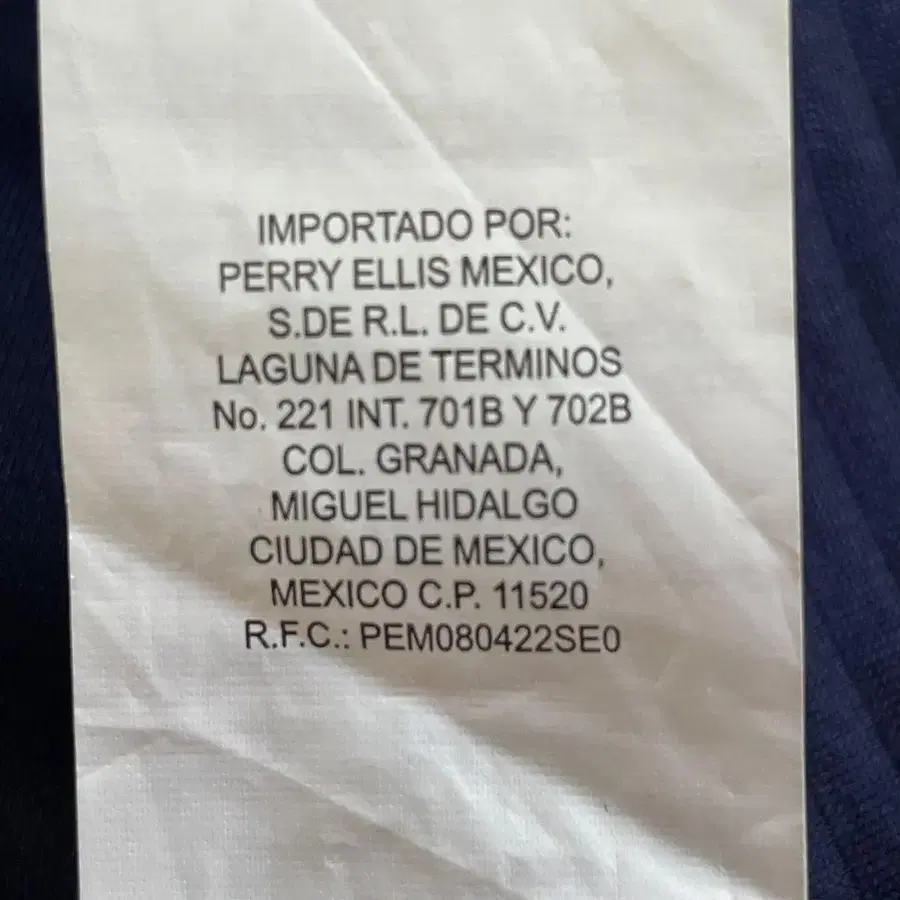 IMPORTADO POR:
PERRY ELLIS MEXICO,
S.DE R.L. DE C.V.
LAGUNA DE TERMINOS
No. 221 INT. 701B Y 702B
COL. GRANADA,
MIGUEL HIDALGO
CIUDAD DE MEXICO,
MEXICO C.P. 11520
R.F.C.: PEM080422SE0